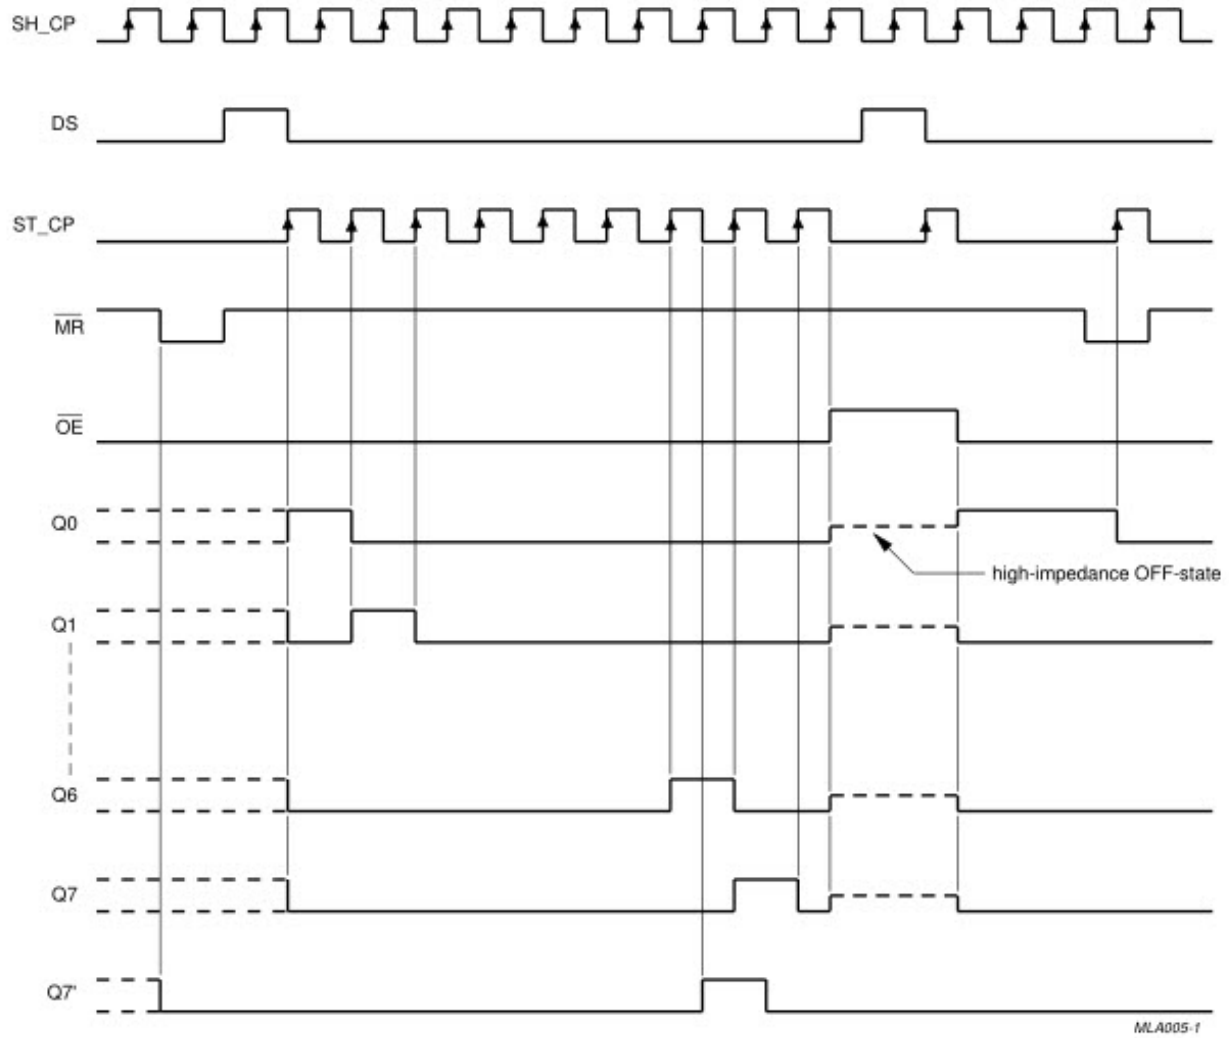 SH_CP
DS
ST_CP
MR
OE
Q0
high-impedance OFF-state
Q1
Q6
Q7
Q7'
MLA005-1